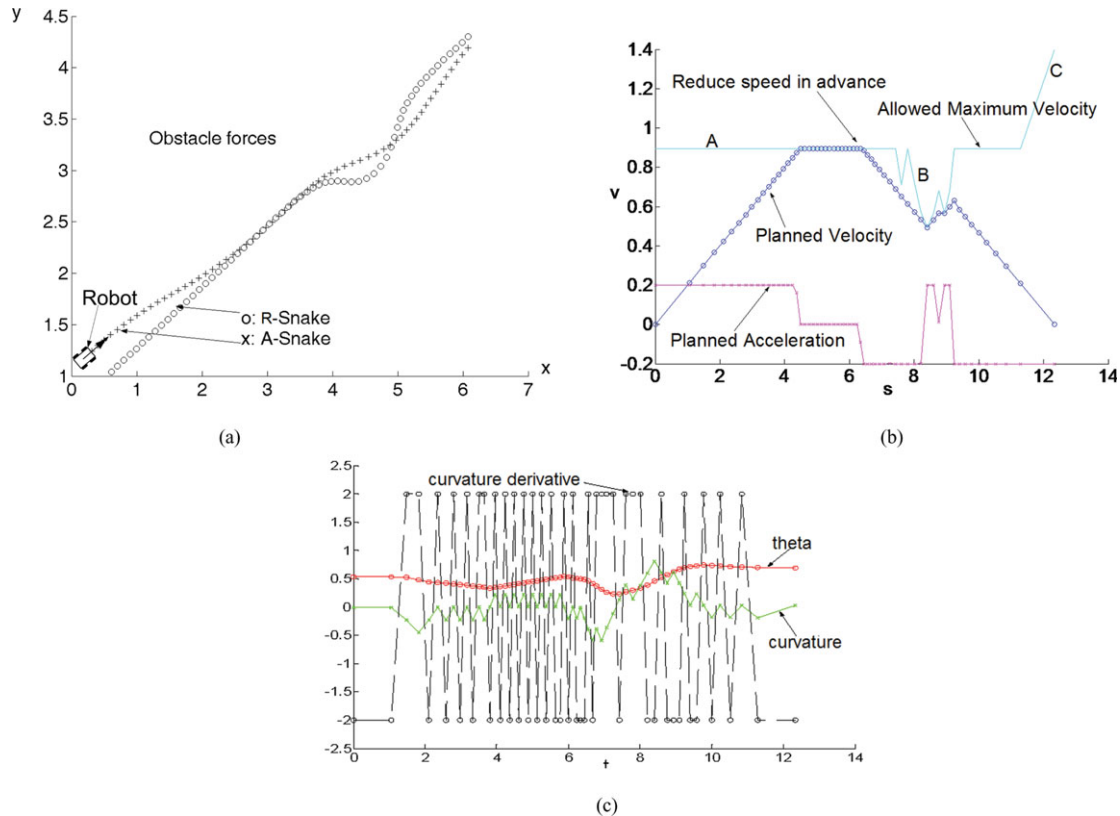 y
4.5
4
3.5
3
2.5
2
1.5
1
Obstacle forces
Robot
o: R-Snake
x: A-Snake
0 1 2 3 4 5 6 7
x
(a)
1.4
1.2
1
0.8
v
0.6
0.4
0.2
0
-0.2
Reduce speed in advance
C
Allowed Maximum Velocity
A
B
Planned Velocity
Planned Acceleration
0 2 4 6 8 10 12 14
s
(b)
2.5
2
1.5
1
0.5
0
-0.5
-1
-1.5
-2
-2.5
curvature derivative
theta
curvature
0 2 4 6 8 10 12 14
t
(c)